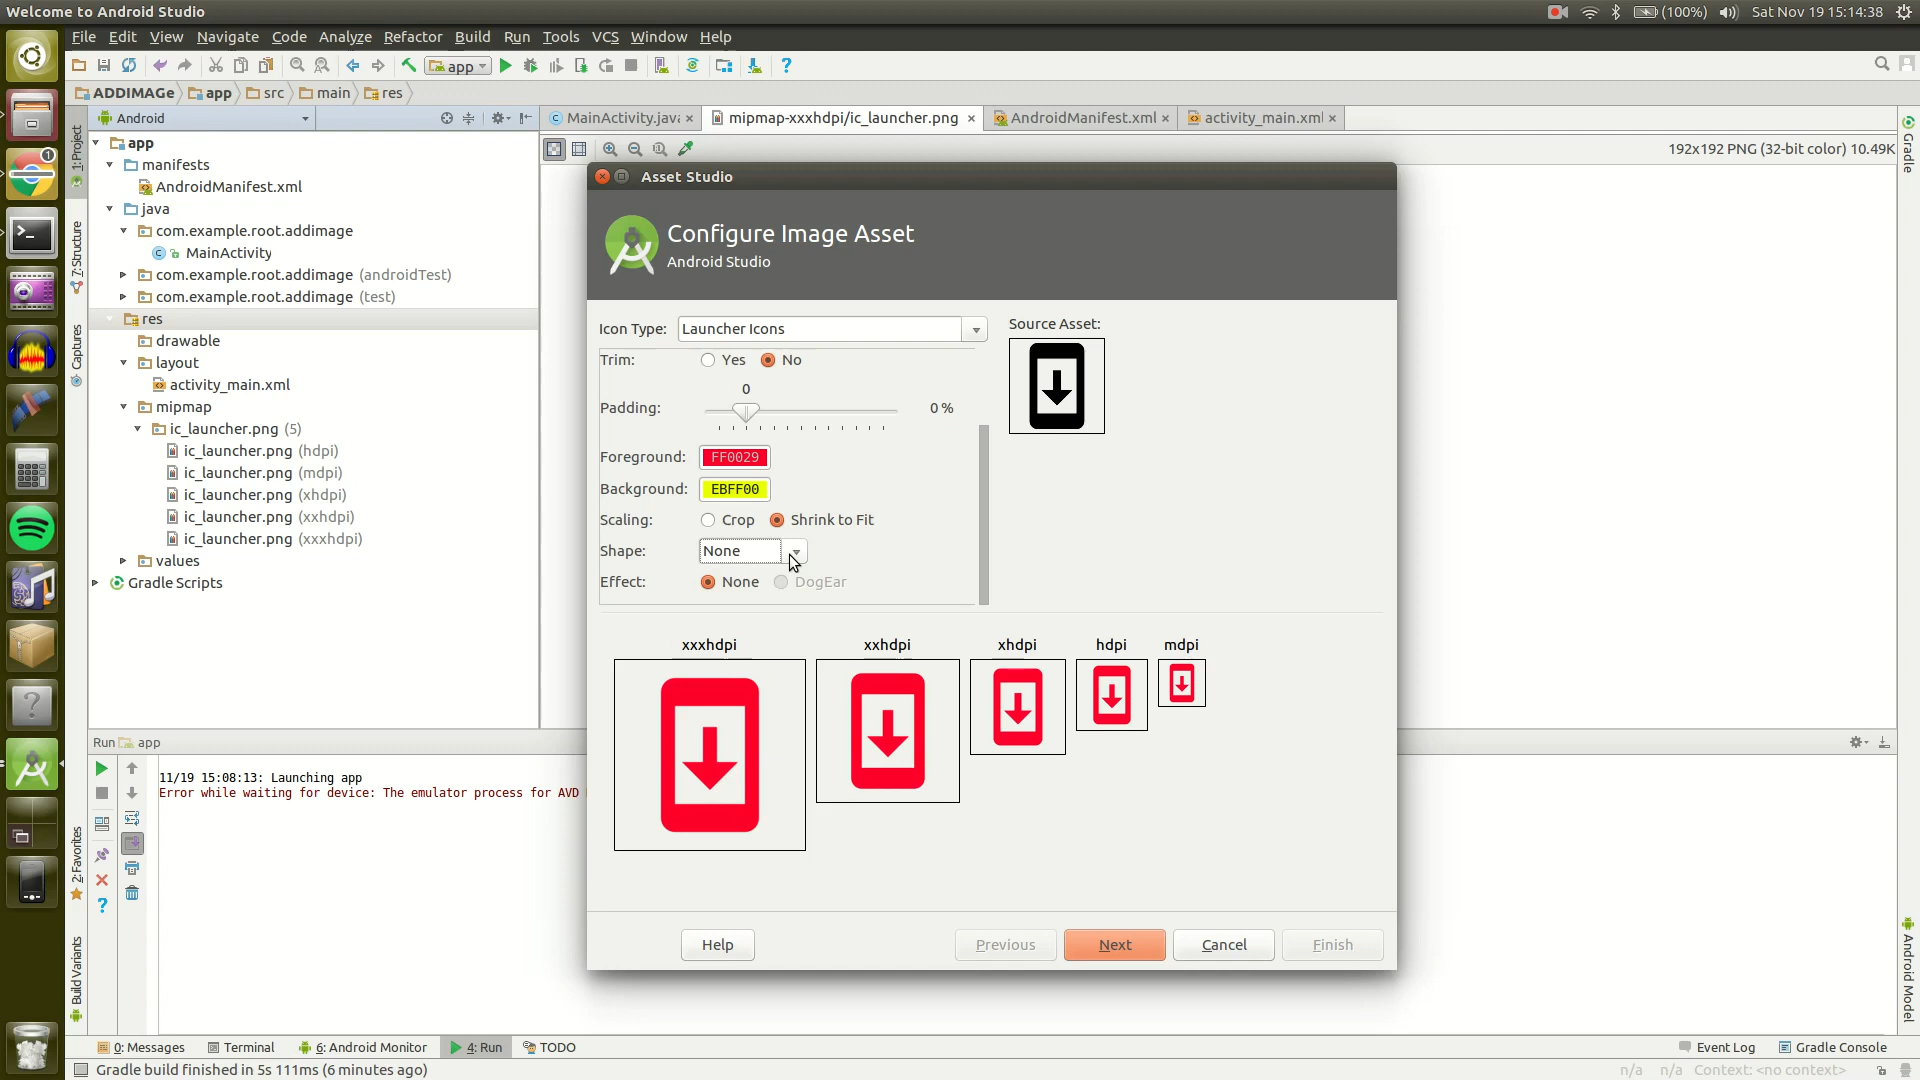 Welcome to Android Studio
(100%) Sat Nov 19 15:14:38
File Edit View Navigate Code Analyze Refactor Build Run Tools VCS Window Help
app
ADDIMAGe app src main res
Android
MainActivity.java mipmap-xxxhdpi/ic_launcher.png AndroidManifest.xml activity_main.xml
192x192 PNG (32-bit color) 10.49K
1: Project
7: Structure
Captures
2: Favorites
Build Variants
Gradle
Android Model
app
manifests
AndroidManifest.xml
java
com.example.root.addimage
MainActivity
com.example.root.addimage (androidTest)
com.example.root.addimage (test)
res
drawable
layout
activity_main.xml
mipmap
ic_launcher.png (5)
ic_launcher.png (hdpi)
ic_launcher.png (mdpi)
ic_launcher.png (xhdpi)
ic_launcher.png (xxhdpi)
ic_launcher.png (xxxhdpi)
values
Gradle Scripts
Asset Studio
Configure Image Asset
Android Studio
Icon Type: Launcher Icons
Source Asset:
Trim: Yes No
0
Padding: 0 %
Foreground: FF0029
Background: EBFF00
Scaling: Crop Shrink to Fit
Shape: None
Effect: None DogEar
xxxhdpi xxhdpi xhdpi hdpi mdpi
Help Previous Next Cancel Finish
Run app
11/19 15:08:13: Launching app
Error while waiting for device: The emulator process for AVD
0: Messages Terminal 6: Android Monitor 4: Run TODO
Event Log Gradle Console
Gradle build finished in 5s 111ms (6 minutes ago)
n/a n/a Context: <no context>